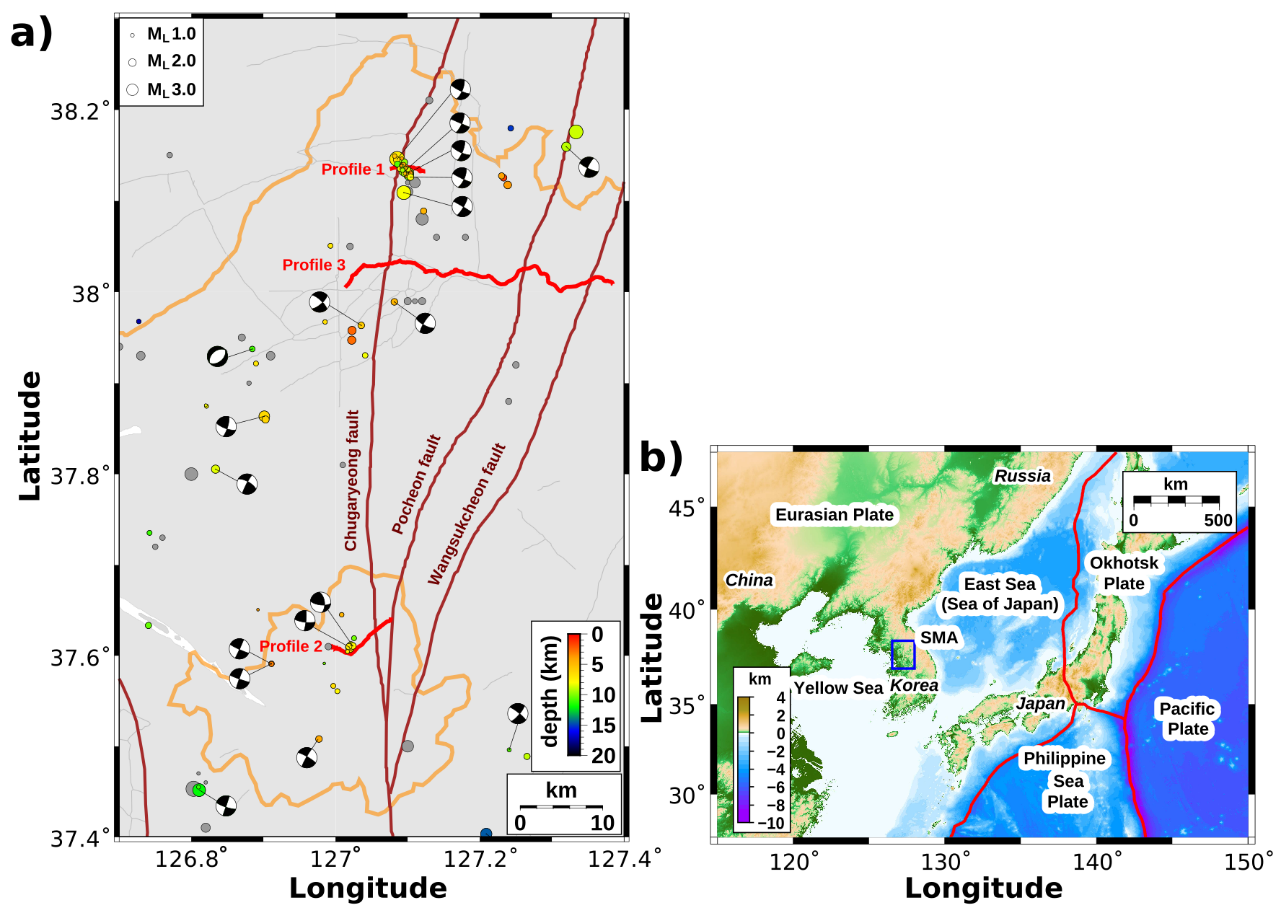 a)
M_L 1.0
M_L 2.0
M_L 3.0
38.2°
38°
37.8°
37.6°
37.4°
Latitude
Profile 1
Profile 3
Profile 2
Chugaryeong fault
Pocheon fault
Wangsukcheon fault
depth (km)
0
5
10
15
20
km
0 10
126.8° 127° 127.2° 127.4°
Longitude
b)
km
0 500
Russia
Eurasian Plate
China
East Sea
(Sea of Japan)
Okhotsk
Plate
SMA
Yellow Sea
Korea
Japan
Pacific
Plate
Philippine
Sea
Plate
km
4
2
0
−2
−4
−6
−8
−10
45°
40°
35°
30°
Latitude
120° 130° 140° 150°
Longitude